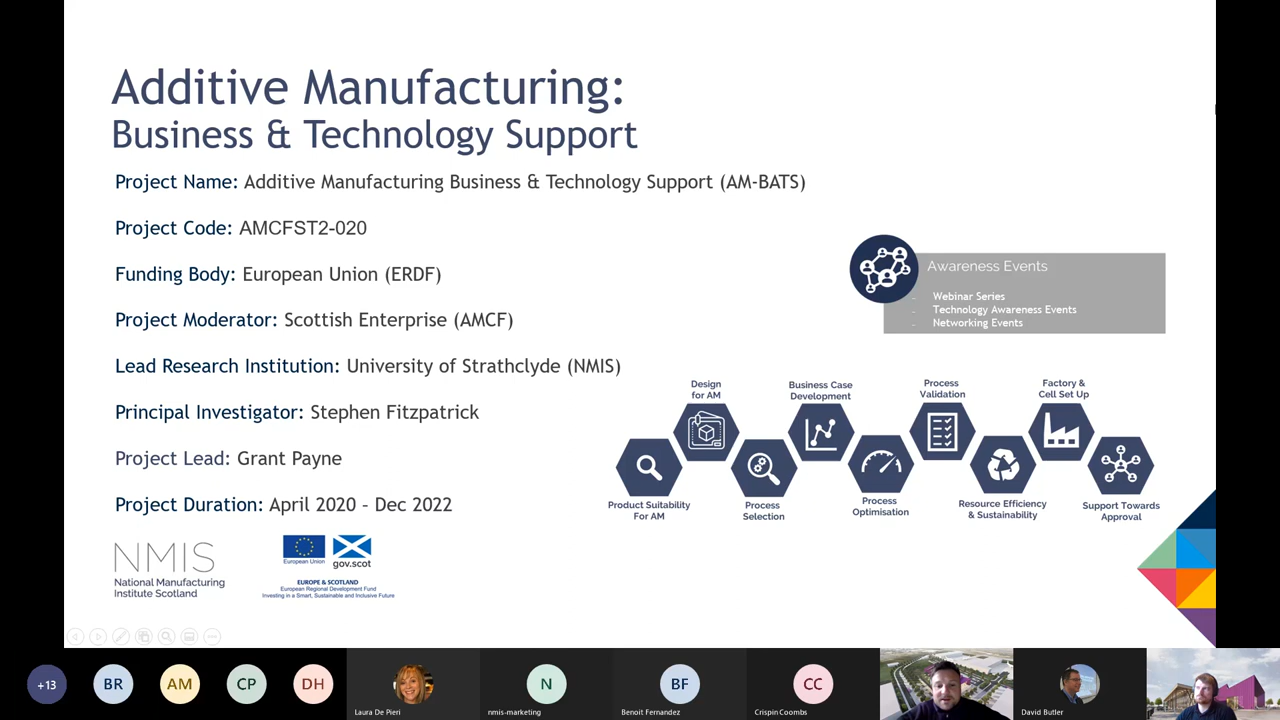 Additive Manufacturing:
Business & Technology Support
Project Name: Additive Manufacturing Business & Technology Support (AM-BATS)
Project Code: AMCFST2-020
Funding Body: European Union (ERDF)
Project Moderator: Scottish Enterprise (AMCF)
Lead Research Institution: University of Strathclyde (NMIS)
Principal Investigator: Stephen Fitzpatrick
Project Lead: Grant Payne
Project Duration: April 2020 – Dec 2022
Awareness Events
Webinar Series
Technology Awareness Events
Networking Events
Product Suitability
For AM
Design
for AM
Process
Selection
Business Case
Development
Process
Optimisation
Process
Validation
Resource Efficiency
& Sustainability
Factory &
Cell Set Up
Support Towards
Approval
NMIS
National Manufacturing
Institute Scotland
European Union
gov.scot
EUROPE & SCOTLAND
European Regional Development Fund
Investing in a Smart, Sustainable and Inclusive Future
+13
BR
AM
CP
DH
Laura De Pieri
N
nmis-marketing
BF
Benoit Fernandez
CC
Crispin Coombs
David Butler